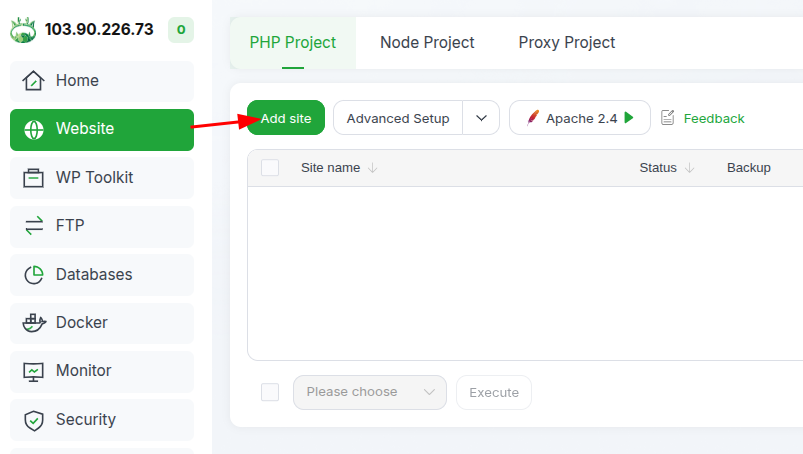 103.90.226.73 0
Home
Website
WP Toolkit
FTP
Databases
Docker
Monitor
Security
PHP Project Node Project Proxy Project
Add site Advanced Setup Apache 2.4 Feedback
Site name Status Backup
Please choose Execute